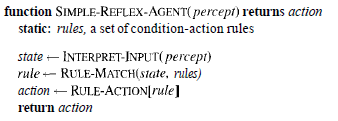 function SIMPLE-REFLEX-AGENT(percept) returns action
static: rules, a set of condition-action rules
state ← INTERPRET-INPUT(percept)
rule ← RULE-MATCH(state, rules)
action ← RULE-ACTION[rule]
return action